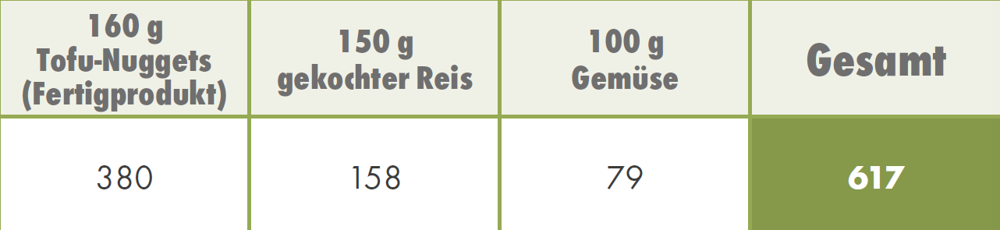 160 g
Tofu-Nuggets
(Fertigprodukt)
150 g
gekochter Reis
100 g
Gemüse
Gesamt
380
158
79
617